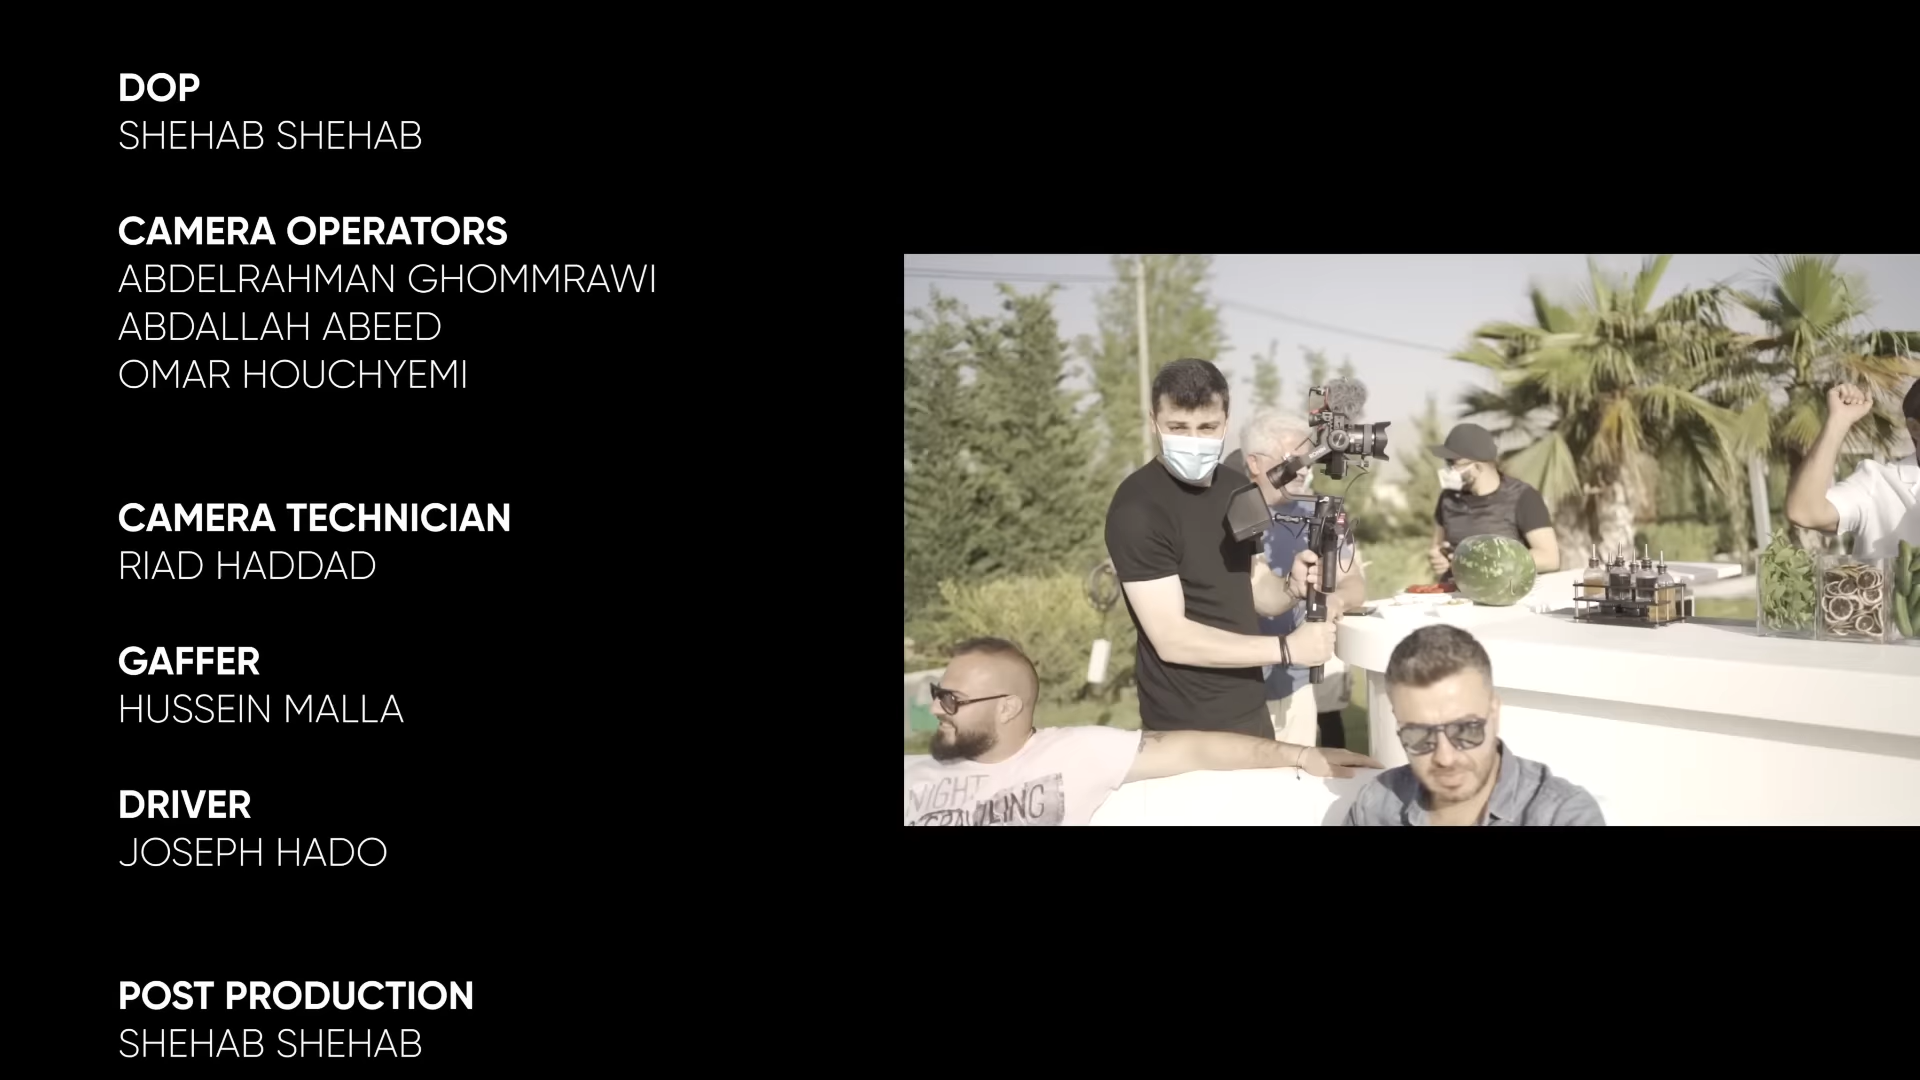 DOP
SHEHAB SHEHAB
CAMERA OPERATORS
ABDELRAHMAN GHOMMRAWI
ABDALLAH ABEED
OMAR HOUCHYEMI
CAMERA TECHNICIAN
RIAD HADDAD
GAFFER
HUSSEIN MALLA
DRIVER
JOSEPH HADO
POST PRODUCTION
SHEHAB SHEHAB
NIGHT